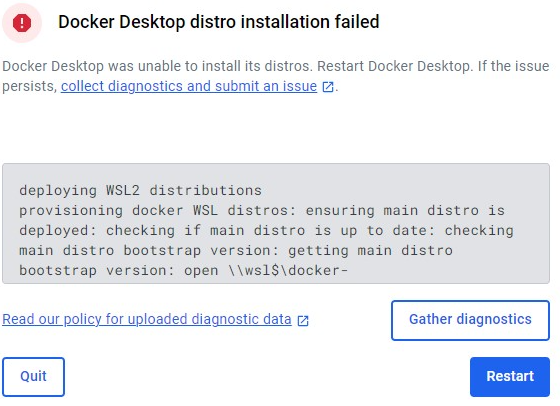 Docker Desktop distro installation failed
Docker Desktop was unable to install its distros. Restart Docker Desktop. If the issue
persists, collect diagnostics and submit an issue.
deploying WSL2 distributions
provisioning docker WSL distros: ensuring main distro is
deployed: checking if main distro is up to date: checking
main distro bootstrap version: getting main distro
bootstrap version: open \\wsl$\docker-
Read our policy for uploaded diagnostic data
Gather diagnostics
Quit
Restart